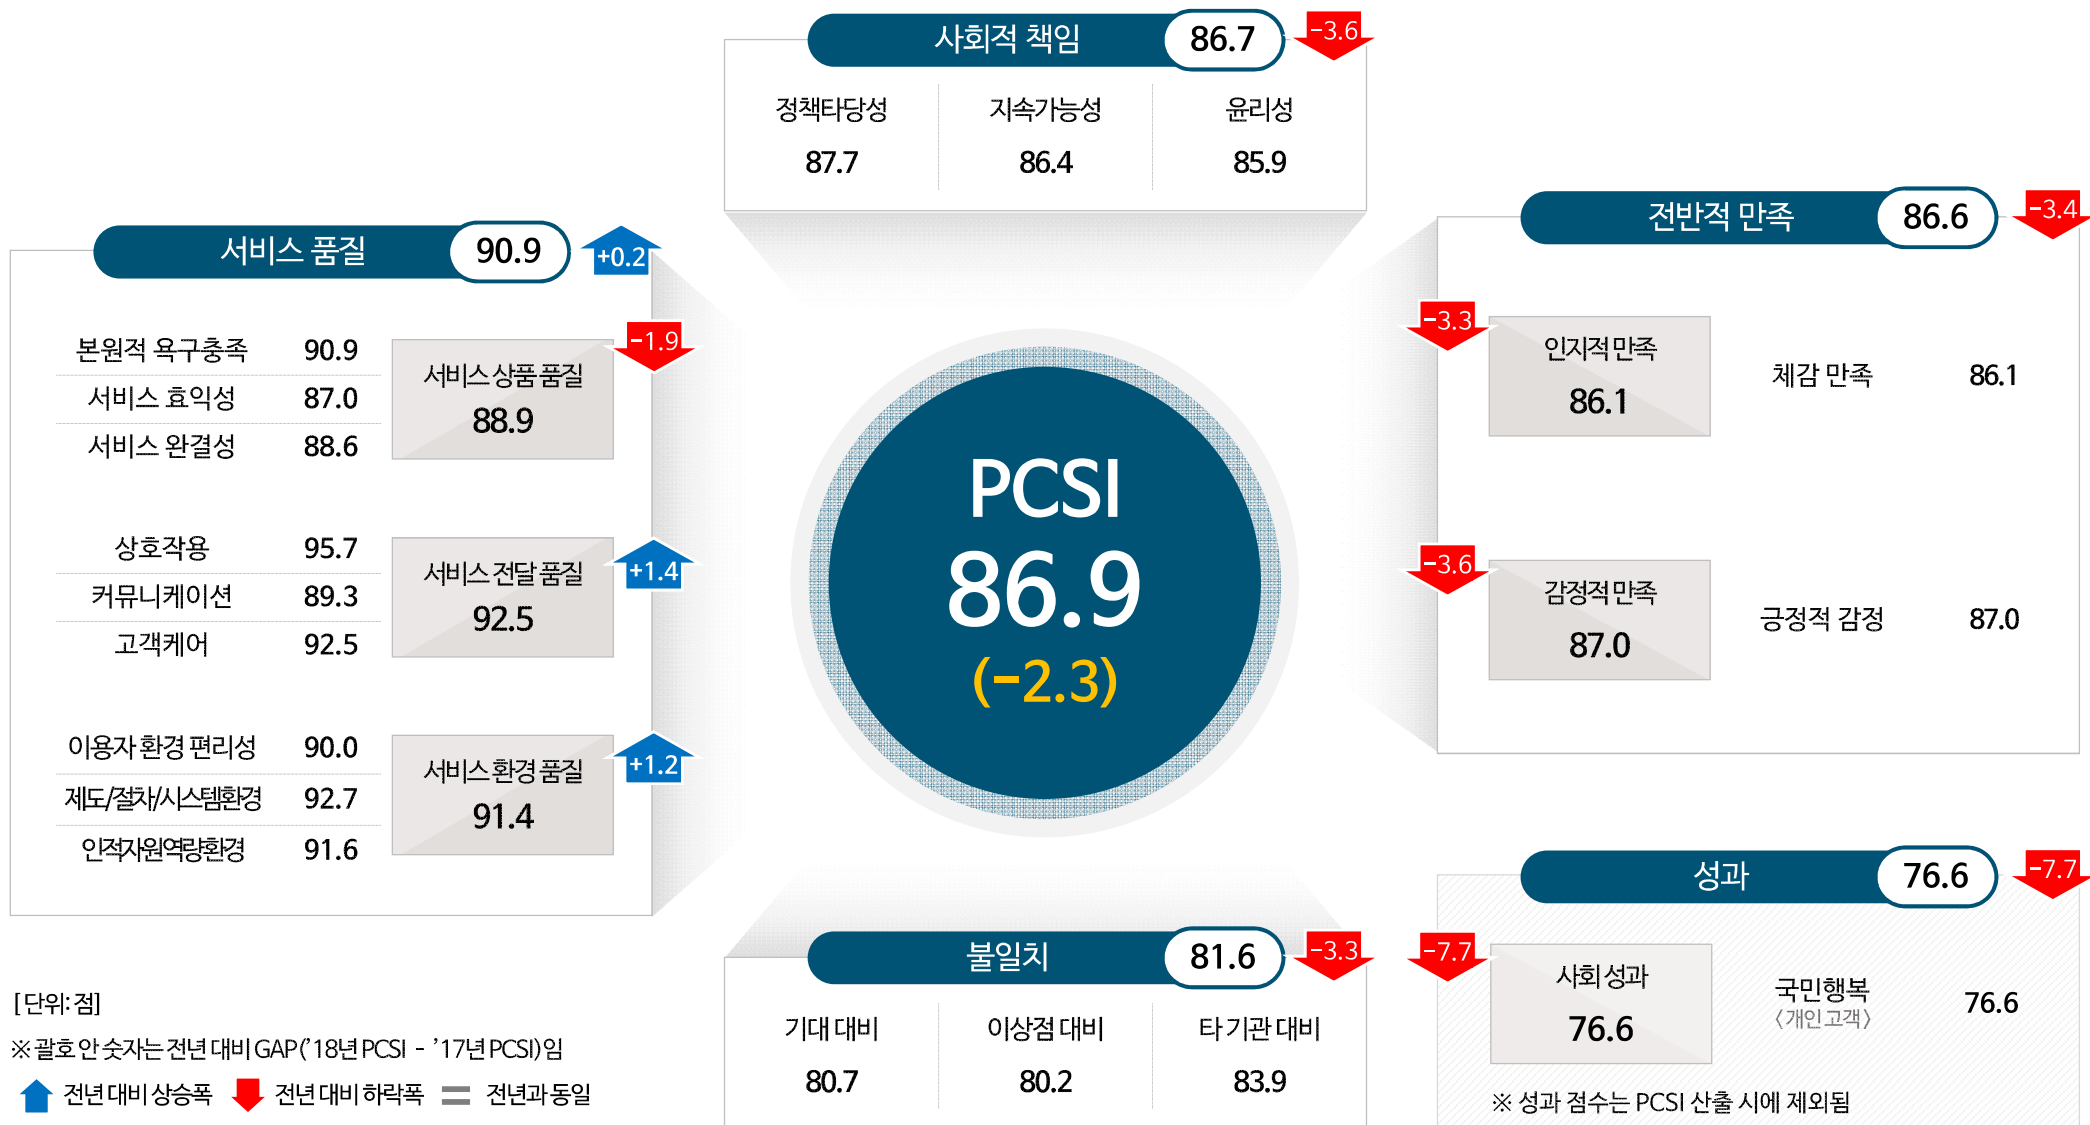 사회적 책임 86.7 -3.6
정책타당성 지속가능성 윤리성
87.7 86.4 85.9
서비스 품질 90.9 +0.2
본원적 욕구충족 90.9
서비스 효익성 87.0
서비스 완결성 88.6
서비스 상품 품질
88.9
-1.9
상호작용 95.7
커뮤니케이션 89.3
고객케어 92.5
서비스 전달 품질
92.5
+1.4
이용자 환경 편리성 90.0
제도/절차/시스템환경 92.7
인적자원역량환경 91.6
서비스 환경 품질
91.4
+1.2
PCSI
86.9
(-2.3)
전반적 만족 86.6 -3.4
-3.3
인지적 만족
86.1
체감 만족 86.1
-3.6
감정적 만족
87.0
긍정적 감정 87.0
불일치 81.6 -3.3
기대 대비 이상점 대비 타 기관 대비
80.7 80.2 83.9
성과 76.6 -7.7
-7.7
사회 성과
76.6
국민행복 76.6
〈개인 고객〉
※ 성과 점수는 PCSI 산출 시에 제외됨
[단위: 점]
※ 괄호 안 숫자는 전년 대비 GAP(’18년 PCSI - ’17년 PCSI)임
전년 대비 상승폭 전년 대비 하락폭 전년과 동일